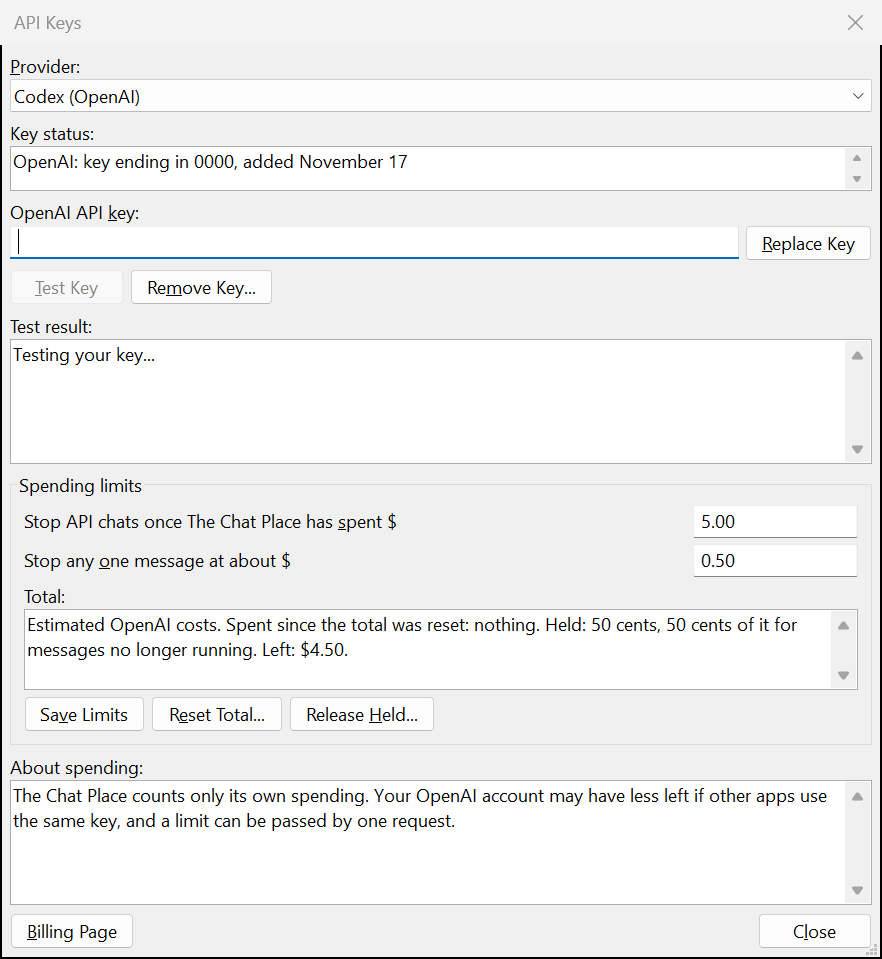 API Keys
Provider:
Codex (OpenAI)
Key status:
OpenAI: key ending in 0000, added November 17
OpenAI API key:
Replace Key
Test Key
Remove Key...
Test result:
Testing your key...
Spending limits
Stop API chats once The Chat Place has spent $
5.00
Stop any one message at about $
0.50
Total:
Estimated OpenAI costs. Spent since the total was reset: nothing. Held: 50 cents, 50 cents of it for
messages no longer running. Left: $4.50.
Save Limits
Reset Total...
Release Held...
About spending:
The Chat Place counts only its own spending. Your OpenAI account may have less left if other apps use
the same key, and a limit can be passed by one request.
Billing Page
Close